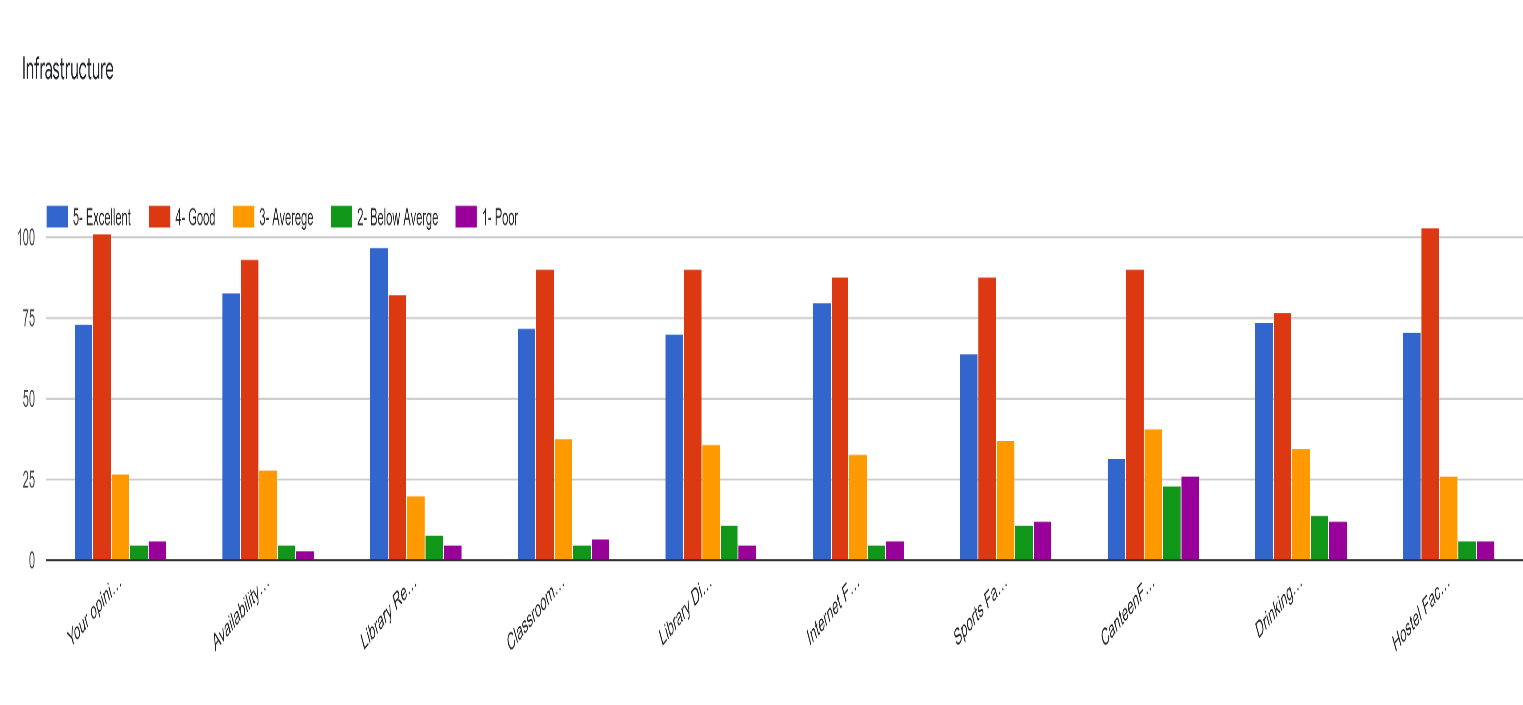 Infrastructure
5- Excellent 4- Good 3- Averege 2- Below Averge 1- Poor
100
75
50
25
0
Your opini...
Availability...
Library Re...
Classroom...
Library Di...
Internet F...
Sports Fa...
CanteenF...
Drinking...
Hostel Fac...